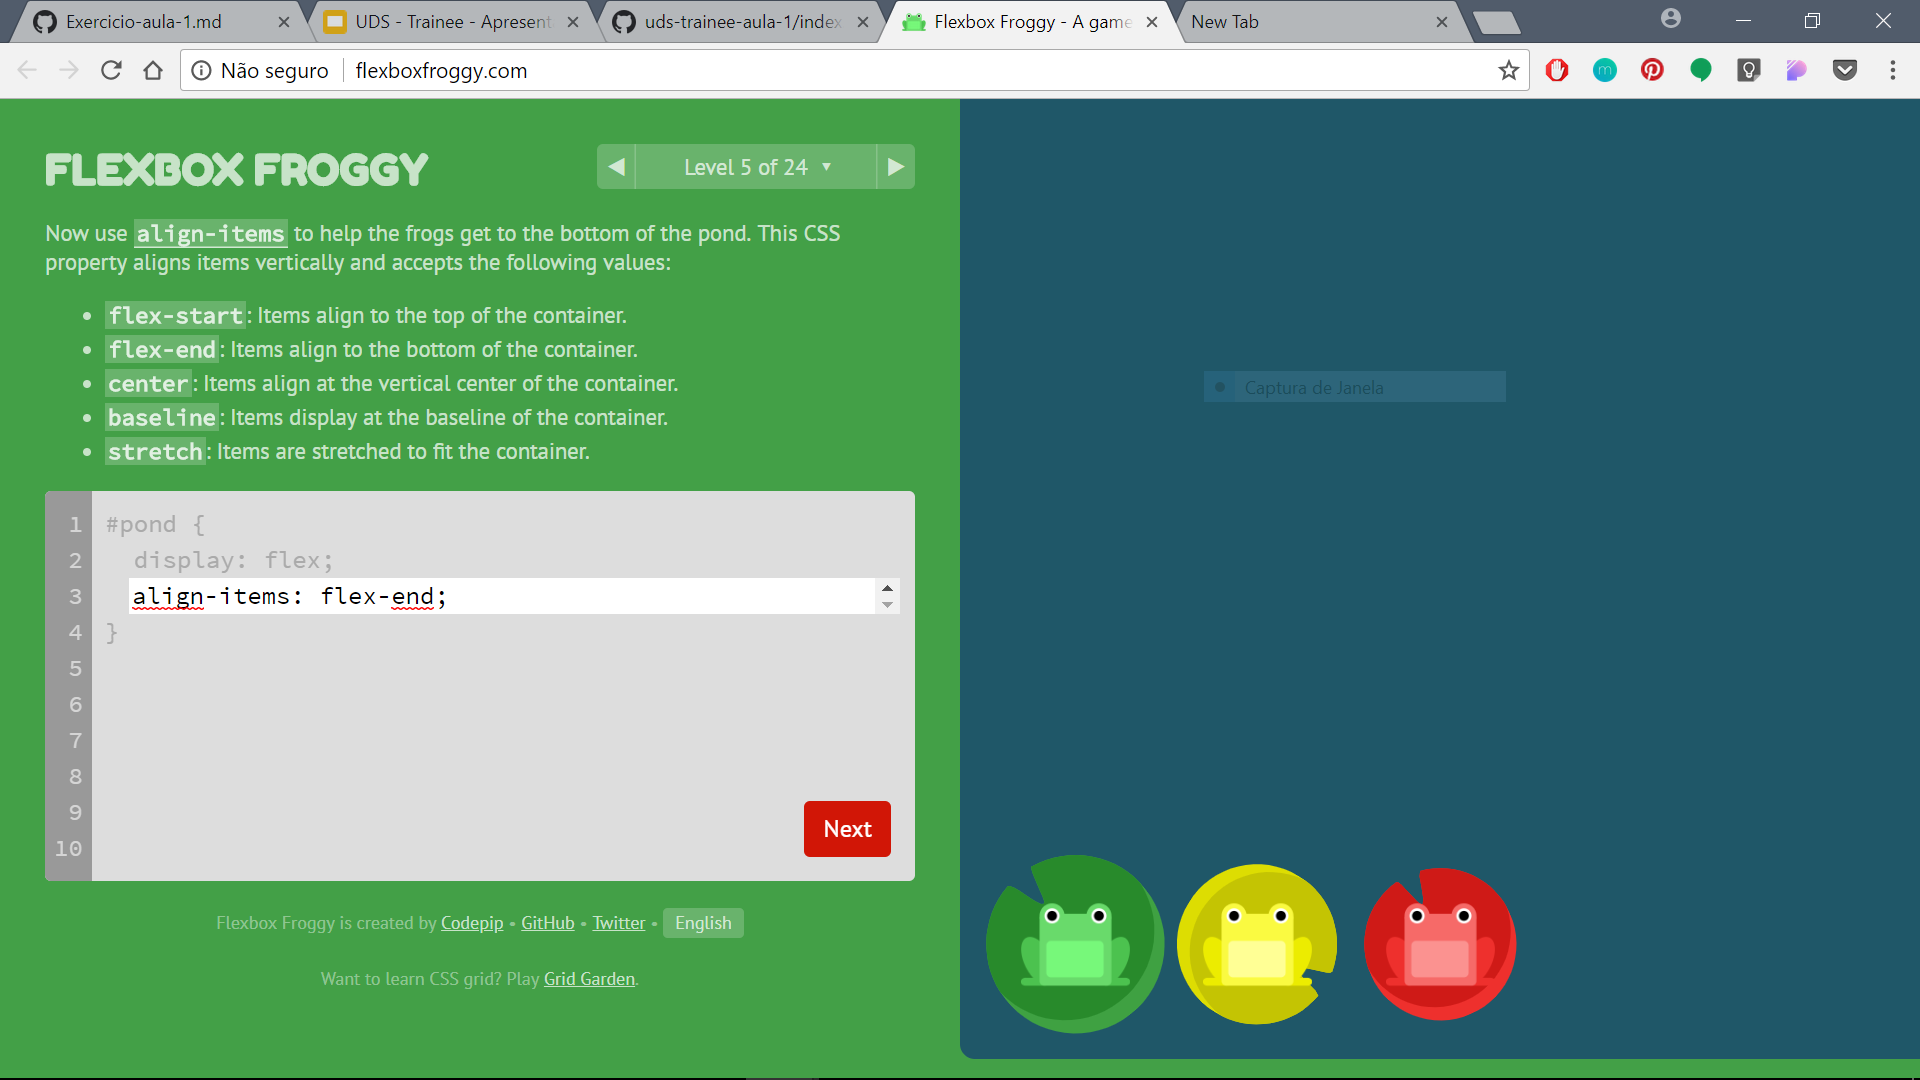 Exercicio-aula-1.md
UDS - Trainee - Apresent
uds-trainee-aula-1/index
Flexbox Froggy - A game
New Tab
Não seguro
flexboxfroggy.com
FLEXBOX FROGGY
Level 5 of 24
Now use align-items to help the frogs get to the bottom of the pond. This CSS
property aligns items vertically and accepts the following values:
flex-start: Items align to the top of the container.
flex-end: Items align to the bottom of the container.
center: Items align at the vertical center of the container.
baseline: Items display at the baseline of the container.
stretch: Items are stretched to fit the container.
1 #pond {
2 display: flex;
3 align-items: flex-end;
4 }
5
6
7
8
9
10
Next
Flexbox Froggy is created by Codepip • GitHub • Twitter • English
Want to learn CSS grid? Play Grid Garden.
Captura de Janela